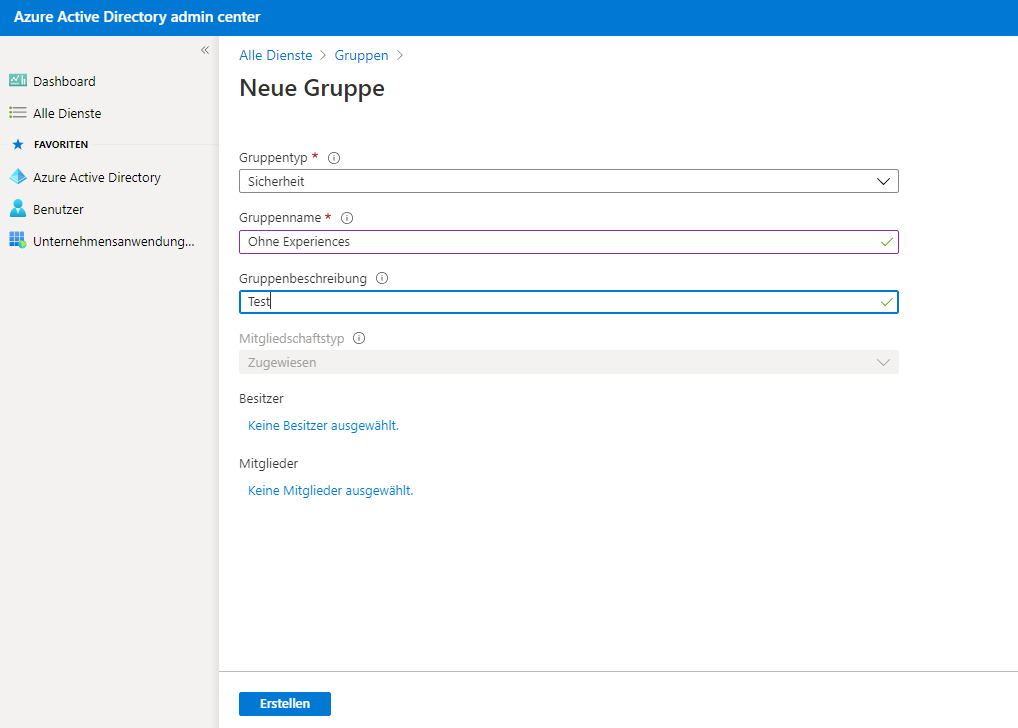 Azure Active Directory admin center
«
Dashboard
Alle Dienste
FAVORITEN
Azure Active Directory
Benutzer
Unternehmensanwendung...
Alle Dienste > Gruppen >
Neue Gruppe
Gruppentyp *
Sicherheit
Gruppenname *
Ohne Experiences
Gruppenbeschreibung
Test
Mitgliedschaftstyp
Zugewiesen
Besitzer
Keine Besitzer ausgewählt.
Mitglieder
Keine Mitglieder ausgewählt.
Erstellen